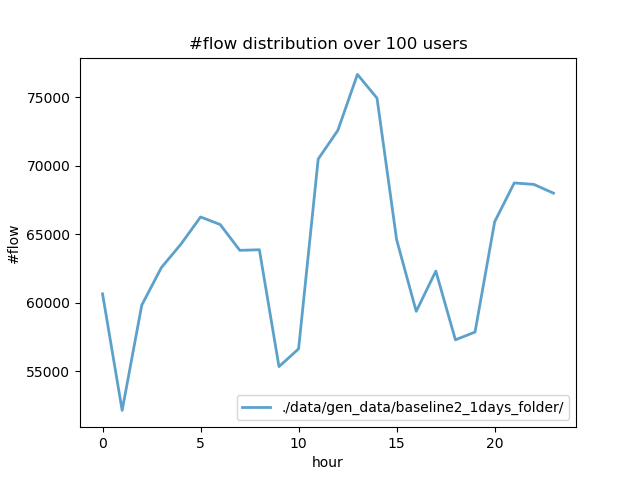 #flow distribution over 100 users
75000
70000
65000
60000
55000
#flow
0 5 10 15 20
hour
./data/gen_data/baseline2_1days_folder/